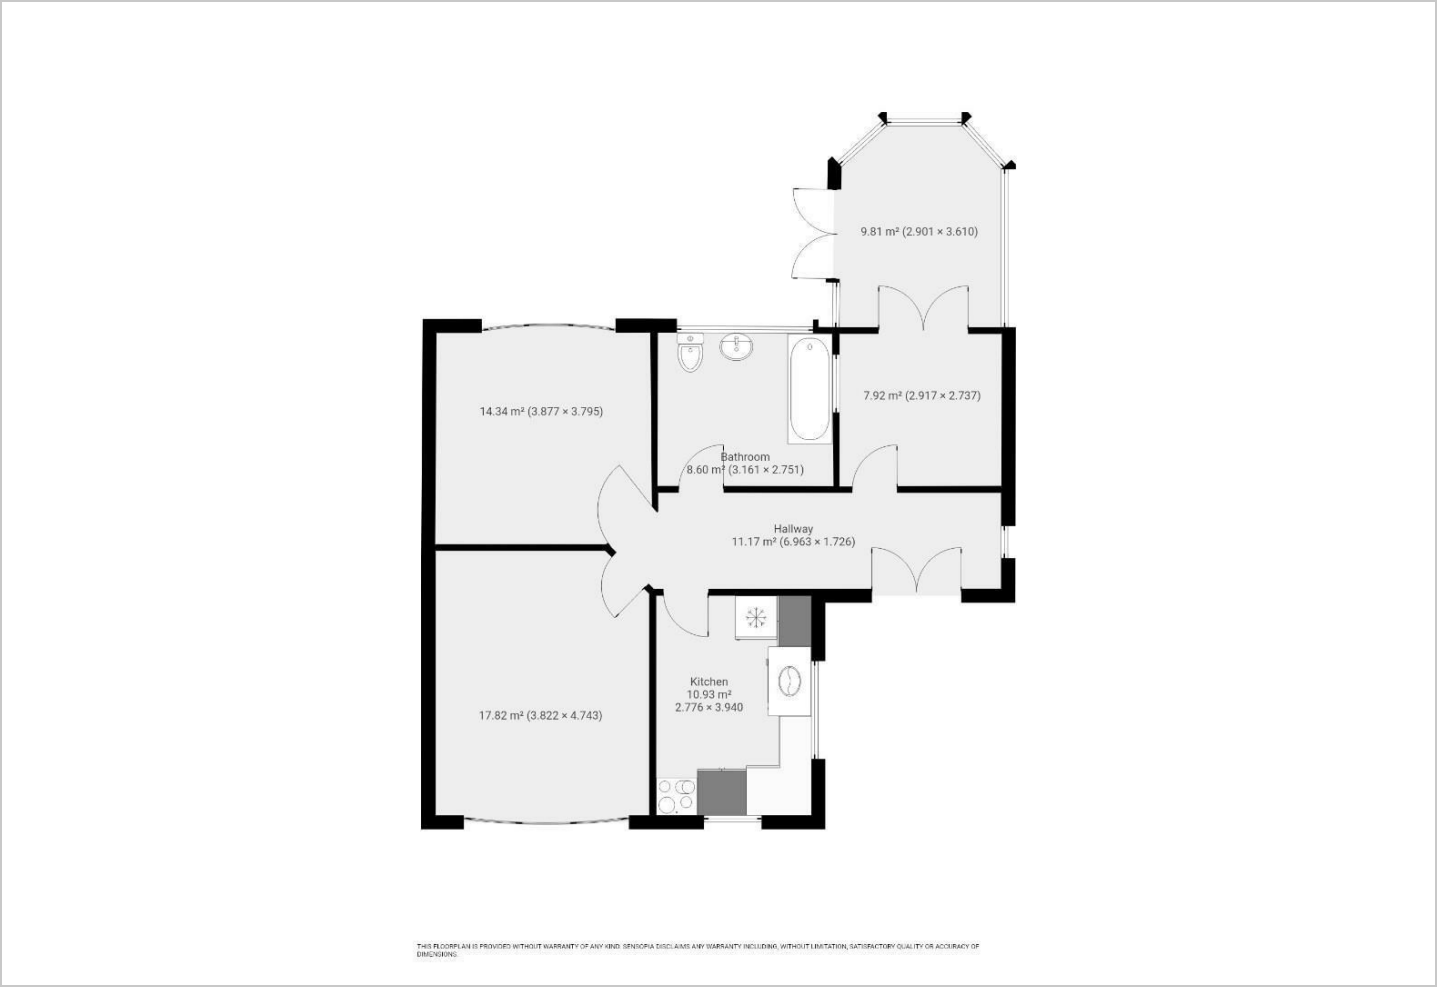 9.81 m² (2.901 × 3.610)
14.34 m² (3.877 × 3.795)
7.92 m² (2.917 × 2.737)
Bathroom
8.60 m² (3.161 × 2.751)
Hallway
11.17 m² (6.963 × 1.726)
17.82 m² (3.822 × 4.743)
Kitchen
10.93 m²
2.776 × 3.940
THIS FLOORPLAN IS PROVIDED WITHOUT WARRANTY OF ANY KIND. SENSOPIA DISCLAIMS ANY WARRANTY INCLUDING, WITHOUT LIMITATION, SATISFACTORY QUALITY OR ACCURACY OF
DIMENSIONS.